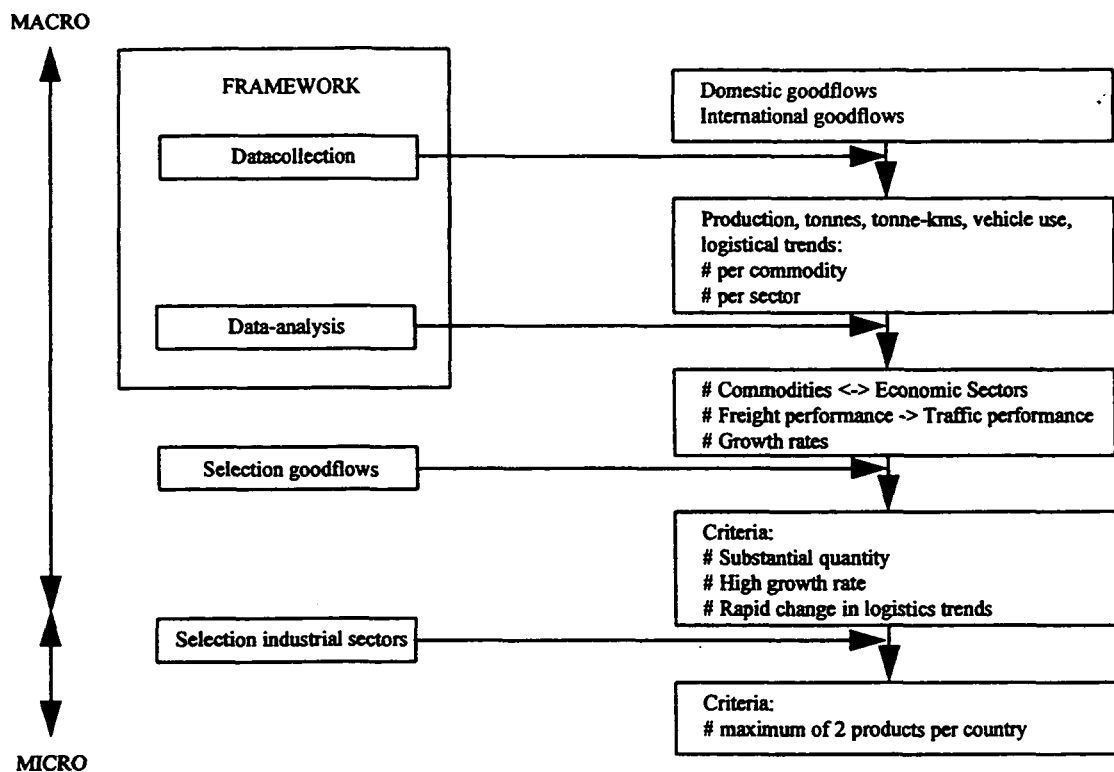 MACRO
FRAMEWORK
Domestic goodflows
International goodflows
Datacollection
Production, tonnes, tonne-kms, vehicle use,
logistical trends:
# per commodity
# per sector
Data-analysis
# Commodities <-> Economic Sectors
# Freight performance -> Traffic performance
# Growth rates
Selection goodflows
Criteria:
# Substantial quantity
# High growth rate
# Rapid change in logistics trends
Selection industrial sectors
Criteria:
# maximum of 2 products per country
MICRO